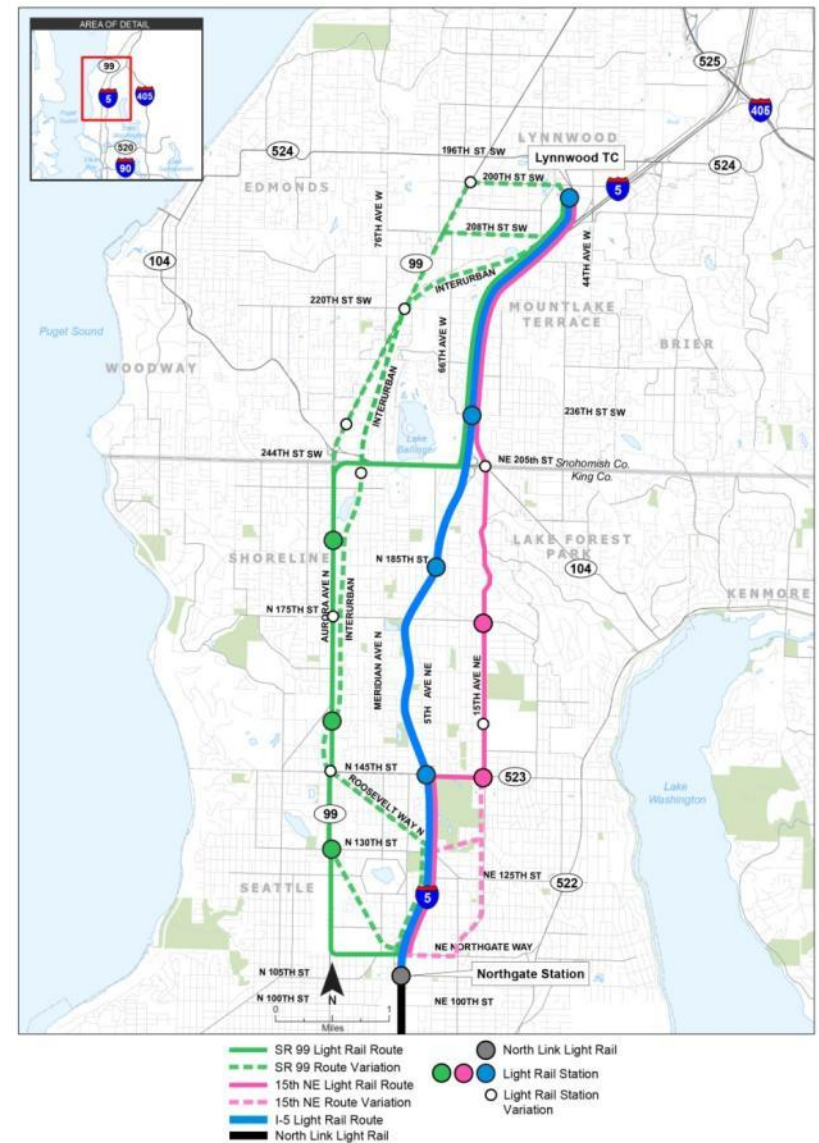 AREA OF DETAIL
99
5
405
Puget
Sound
520
90
525
405
LYNNWOOD
524
196TH ST SW
Lynnwood TC
524
200TH ST SW
5
EDMONDS
76TH AVE W
208TH ST SW
44TH AVE W
104
99
INTERURBAN
220TH ST SW
MOUNTLAKE
TERRACE
Puget Sound
66TH AVE W
BRIER
WOODWAY
INTERURBAN
236TH ST SW
Lake
Ballinger
244TH ST SW
NE 205th ST
Snohomish Co.
King Co.
LAKE FOREST
PARK
SHORELINE
N 185TH ST
104
KENMORE
AURORA AVE N
INTERURBAN
N 175TH ST
MERIDIAN AVE N
5TH AVE NE
15TH AVE NE
N 145TH ST
523
ROOSEVELT WAY N
Lake
Washington
99
N 130TH ST
NE 125TH ST
522
SEATTLE
5
NE NORTHGATE WAY
N 105TH ST
Northgate Station
N 100TH ST
N
NE 100TH ST
0 1
Miles
SR 99 Light Rail Route
SR 99 Route Variation
15th NE Light Rail Route
15th NE Route Variation
I-5 Light Rail Route
North Link Light Rail
North Link Light Rail
Light Rail Station
Light Rail Station
Variation